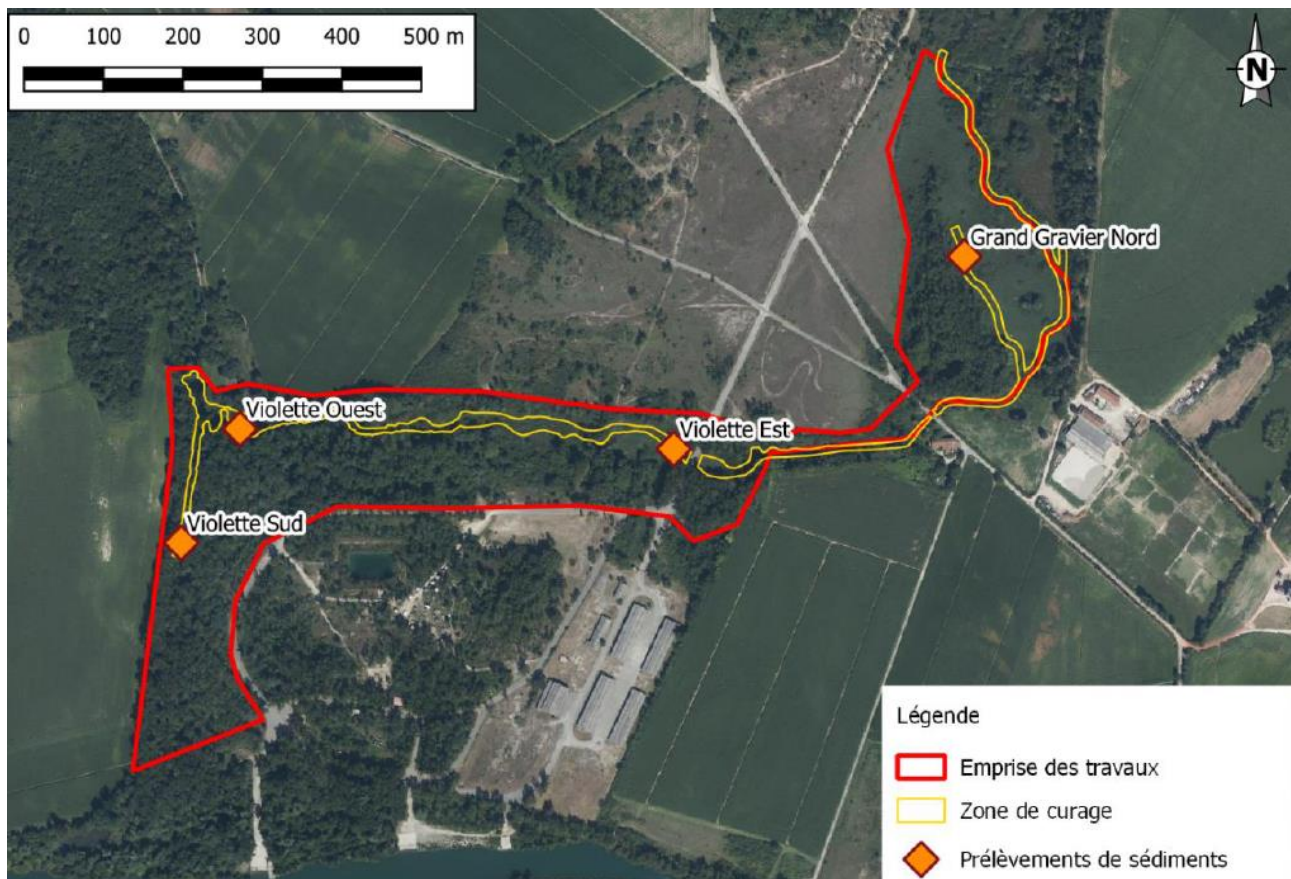 0 100 200 300 400 500 m
N
Grand Gravier Nord
Violette Ouest
Violette Est
Violette Sud
Légende
Emprise des travaux
Zone de curage
Prélèvements de sédiments